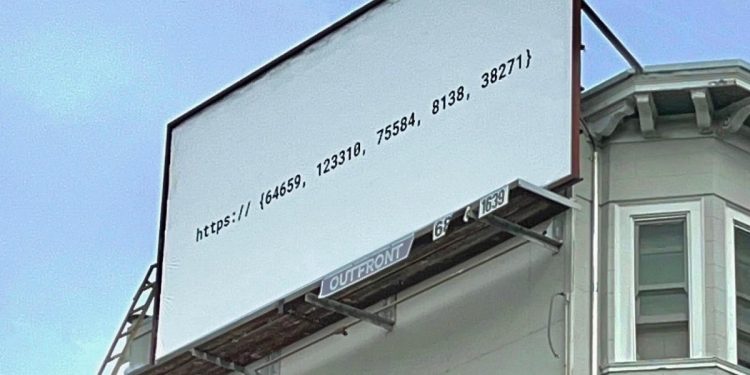 https:// {64659, 123310, 75584, 8138, 38271}
1639
OUTFRONT